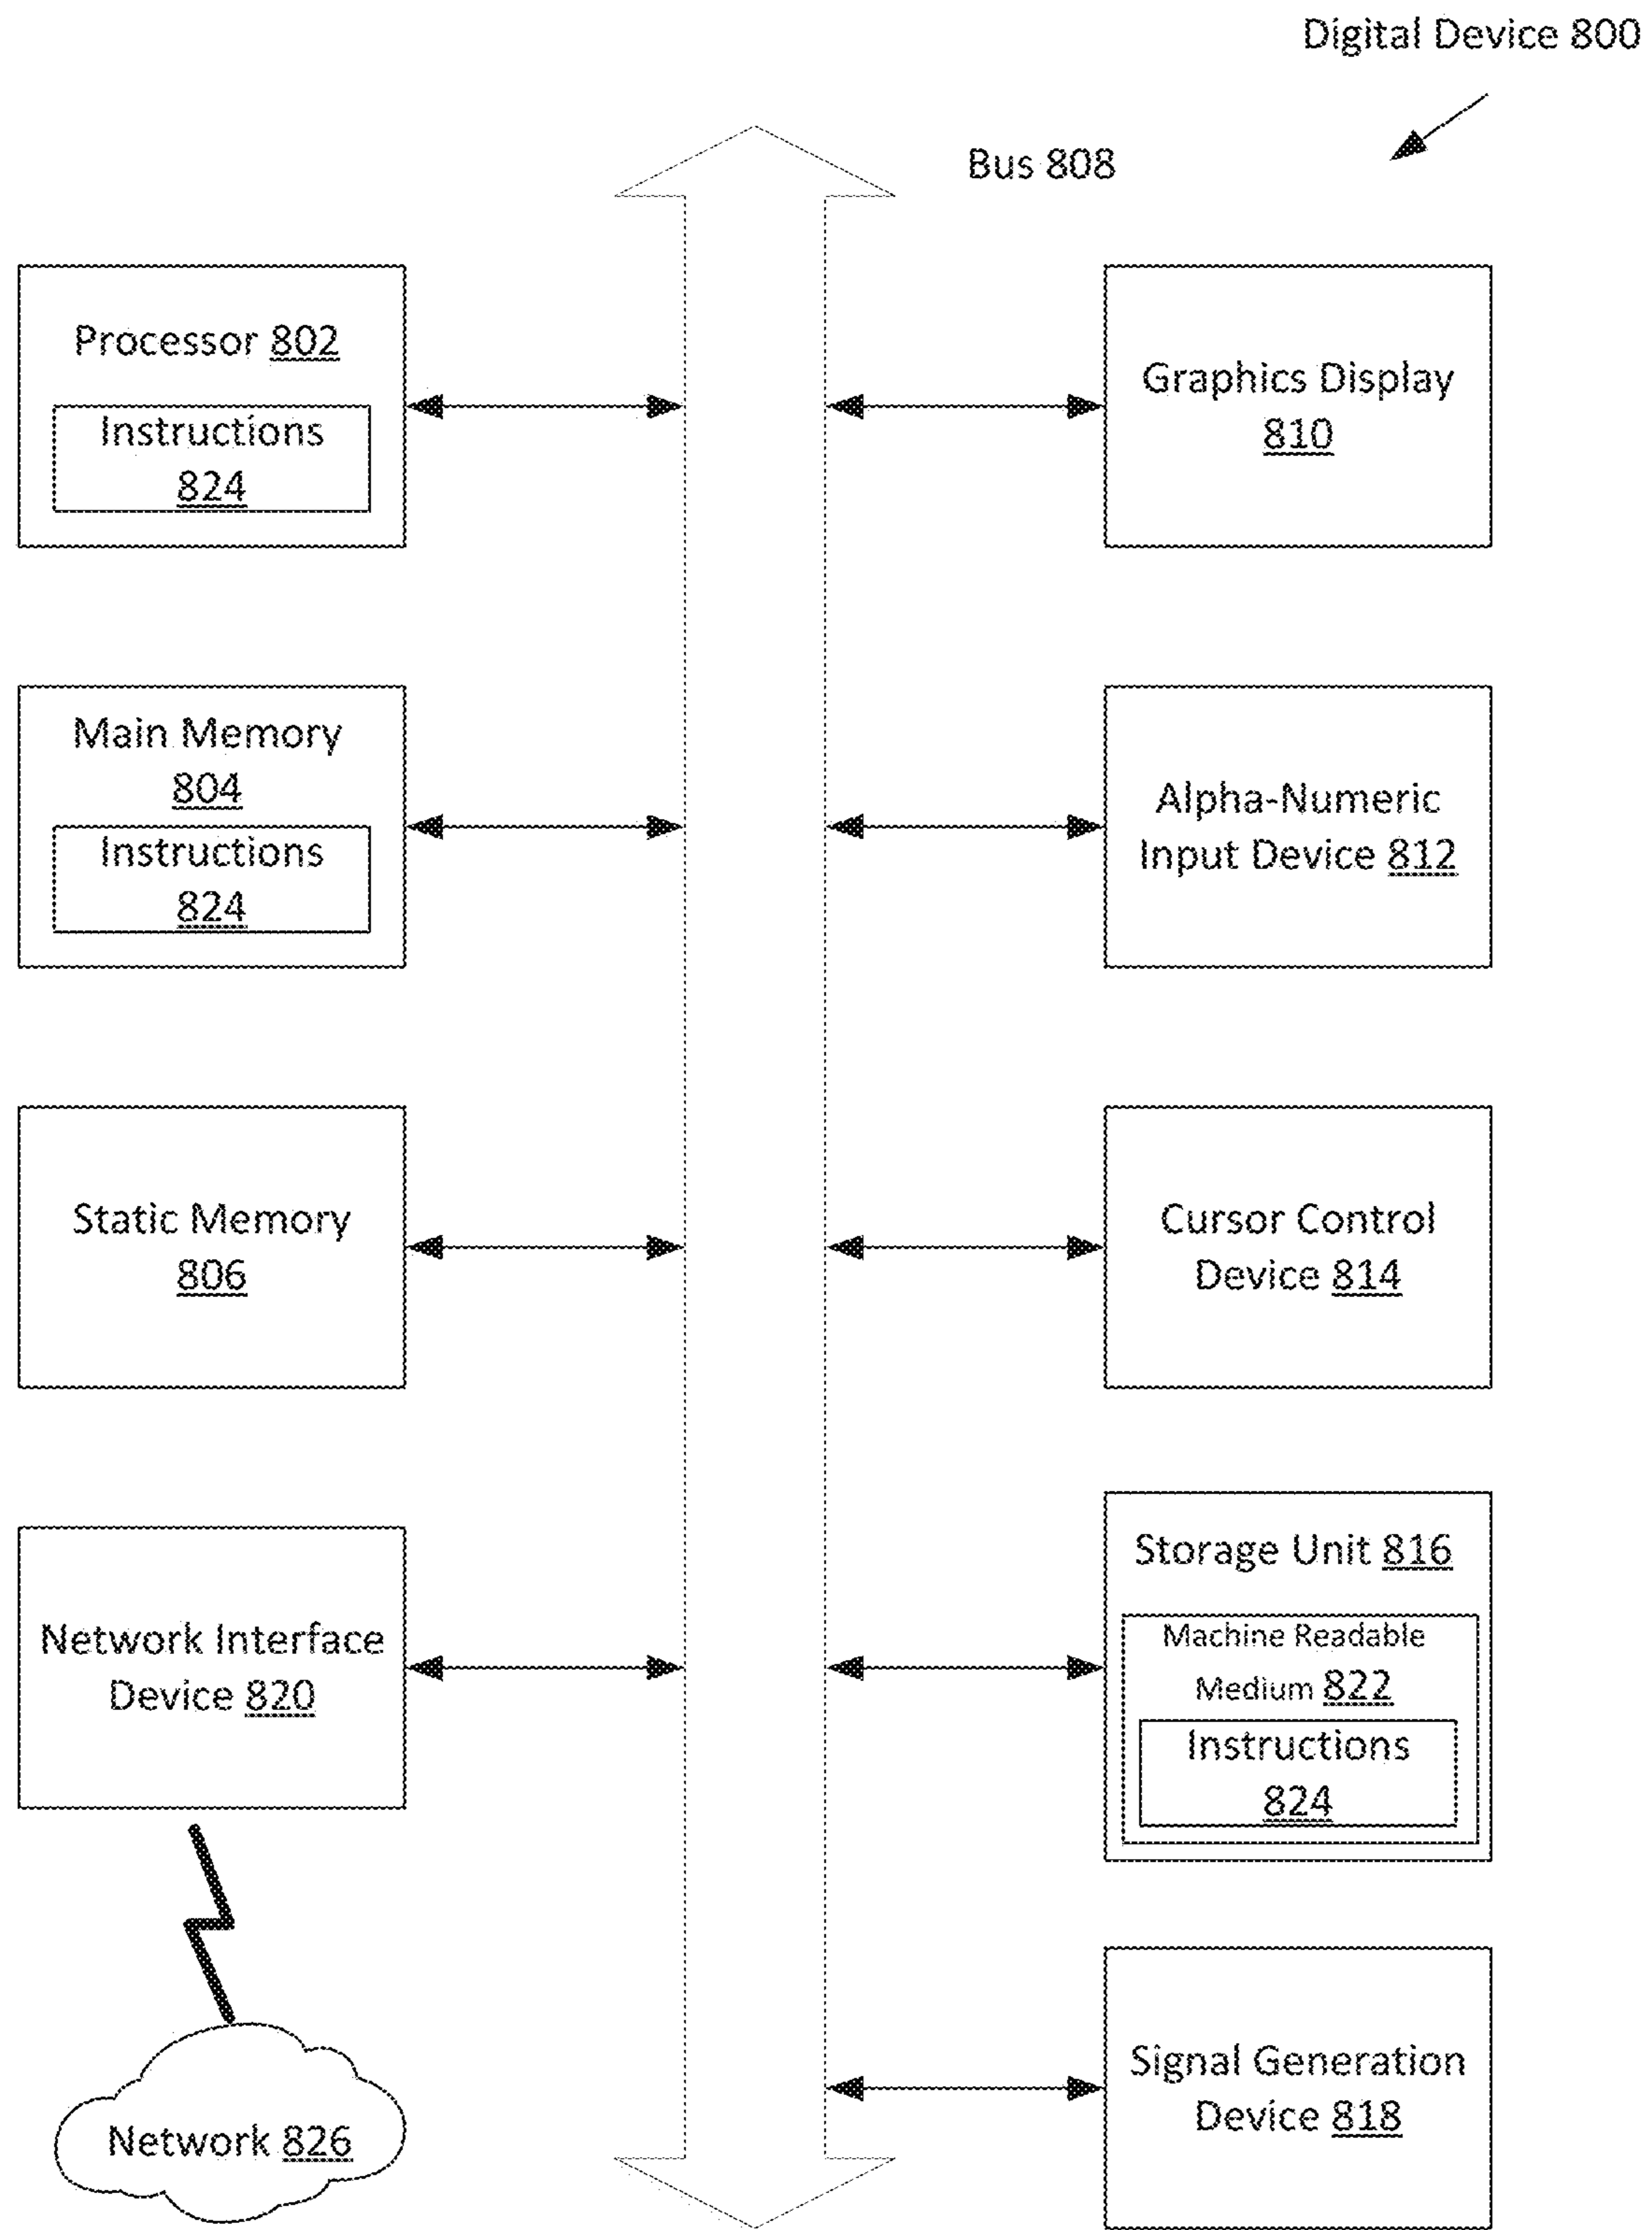 Digital Device 800
Bus 808
Processor 802
Instructions
824
Graphics Display
810
Main Memory
804
Instructions
824
Alpha-Numeric
Input Device 812
Static Memory
806
Cursor Control
Device 814
Network Interface
Device 820
Storage Unit 816
Machine Readable
Medium 822
Instructions
824
Network 826
Signal Generation
Device 818